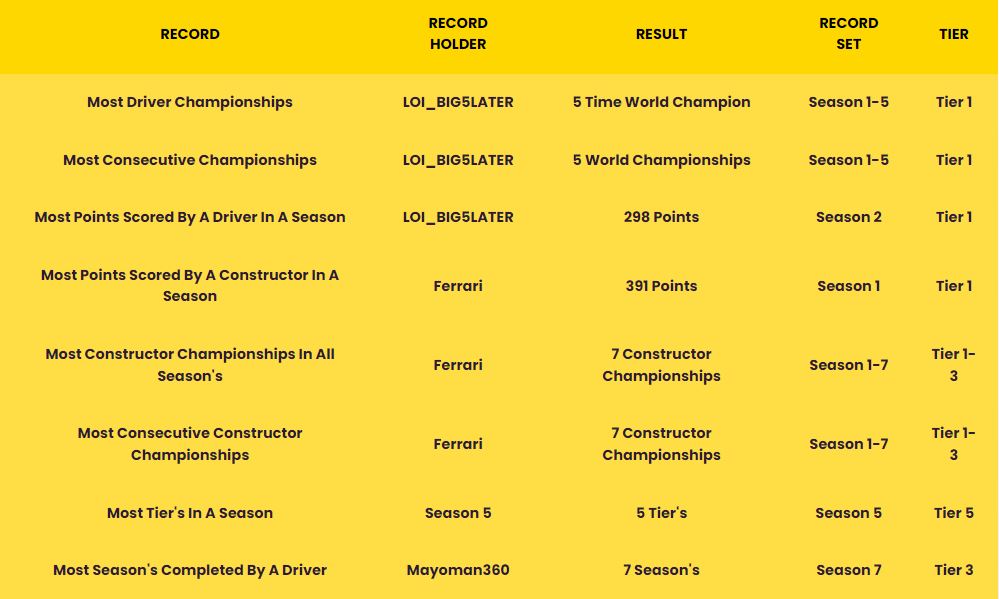 RECORD RECORD HOLDER RESULT RECORD SET TIER
Most Driver Championships LOI_BIG5LATER 5 Time World Champion Season 1-5 Tier 1
Most Consecutive Championships LOI_BIG5LATER 5 World Championships Season 1-5 Tier 1
Most Points Scored By A Driver In A Season LOI_BIG5LATER 298 Points Season 2 Tier 1
Most Points Scored By A Constructor In A Season Ferrari 391 Points Season 1 Tier 1
Most Constructor Championships In All Season's Ferrari 7 Constructor Championships Season 1-7 Tier 1-3
Most Consecutive Constructor Championships Ferrari 7 Constructor Championships Season 1-7 Tier 1-3
Most Tier's In A Season Season 5 5 Tier's Season 5 Tier 5
Most Season's Completed By A Driver Mayoman360 7 Season's Season 7 Tier 3